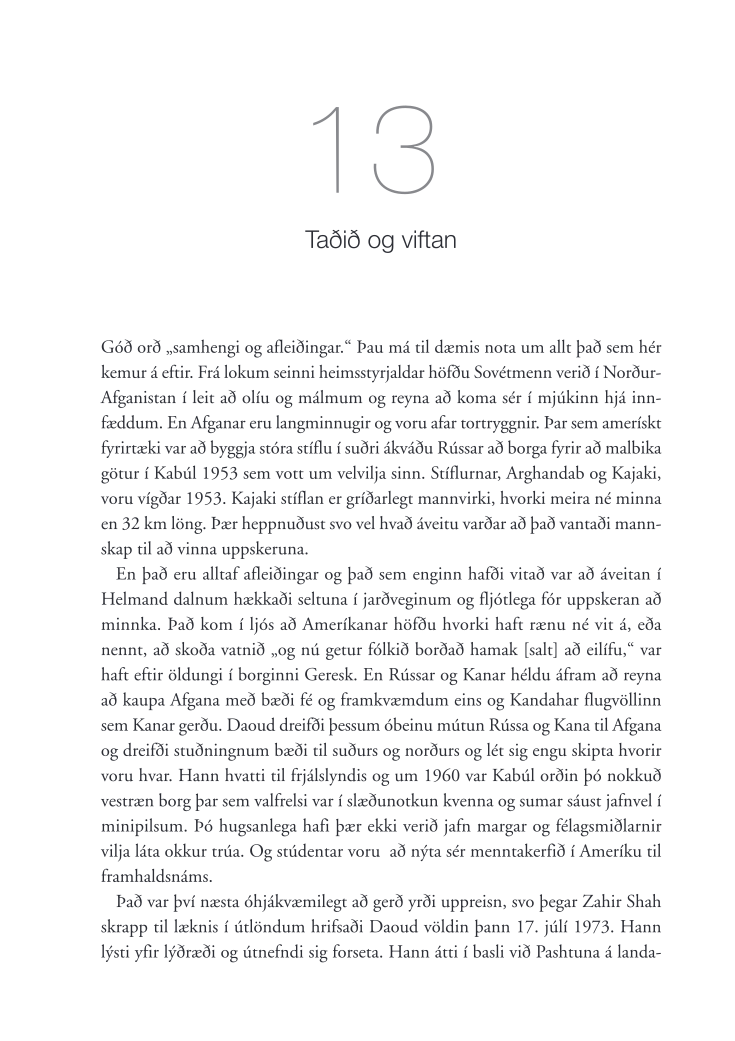 13
Taðið og viftan
Góð orð „samhengi og afleiðingar.“ Þau má til dæmis nota um allt það sem hér
kemur á eftir. Frá lokum seinni heimsstyrjaldar höfðu Sovétmenn verið í Norður-
Afganistan í leit að olíu og málmum og reyna að koma sér í mjúkinn hjá inn-
fæddum. En Afganar eru langminnugir og voru afar tortryggnir. Þar sem amerískt
fyrirtæki var að byggja stóra stíflu í suðri ákváðu Rússar að borga fyrir að malbika
götur í Kabúl 1953 sem vott um velvilja sinn. Stíflurnar, Arghandab og Kajaki,
voru vígðar 1953. Kajaki stíflan er gríðarlegt mannvirki, hvorki meira né minna
en 32 km löng. Þær heppnuðust svo vel hvað áveitu varðar að það vantaði mann-
skap til að vinna uppskeruna.
En það eru alltaf afleiðingar og það sem enginn hafði vitað var að áveitan í
Helmand dalnum hækkaði seltuna í jarðveginum og fljótlega fór uppskeran að
minnka. Það kom í ljós að Ameríkanar höfðu hvorki haft rænu né vit á, eða
nennt, að skoða vatnið „og nú getur fólkið borðað hamak [salt] að eilífu,“ var
haft eftir öldungi í borginni Geresk. En Rússar og Kanar héldu áfram að reyna
að kaupa Afgana með bæði fé og framkvæmdum eins og Kandahar flugvöllinn
sem Kanar gerðu. Daoud dreifði þessum óbeinu mútun Rússa og Kana til Afgana
og dreifði stuðningnum bæði til suðurs og norðurs og lét sig engu skipta hvorir
voru hvar. Hann hvatti til frjálslyndis og um 1960 var Kabúl orðin þó nokkuð
vestræn borg þar sem valfrelsi var í slæðunotkun kvenna og sumar sáust jafnvel í
minipilsum. Þó hugsanlega hafi þær ekki verið jafn margar og félagsmiðlarnir
vilja láta okkur trúa. Og stúdentar voru  að nýta sér menntakerfið í Ameríku til
framhaldsnáms.
Það var því næsta óhjákvæmilegt að gerð yrði uppreisn, svo þegar Zahir Shah
skrapp til læknis í útlöndum hrifsaði Daoud völdin þann 17. júlí 1973. Hann
lýsti yfir lýðræði og útnefndi sig forseta. Hann átti í basli við Pashtuna á landa-